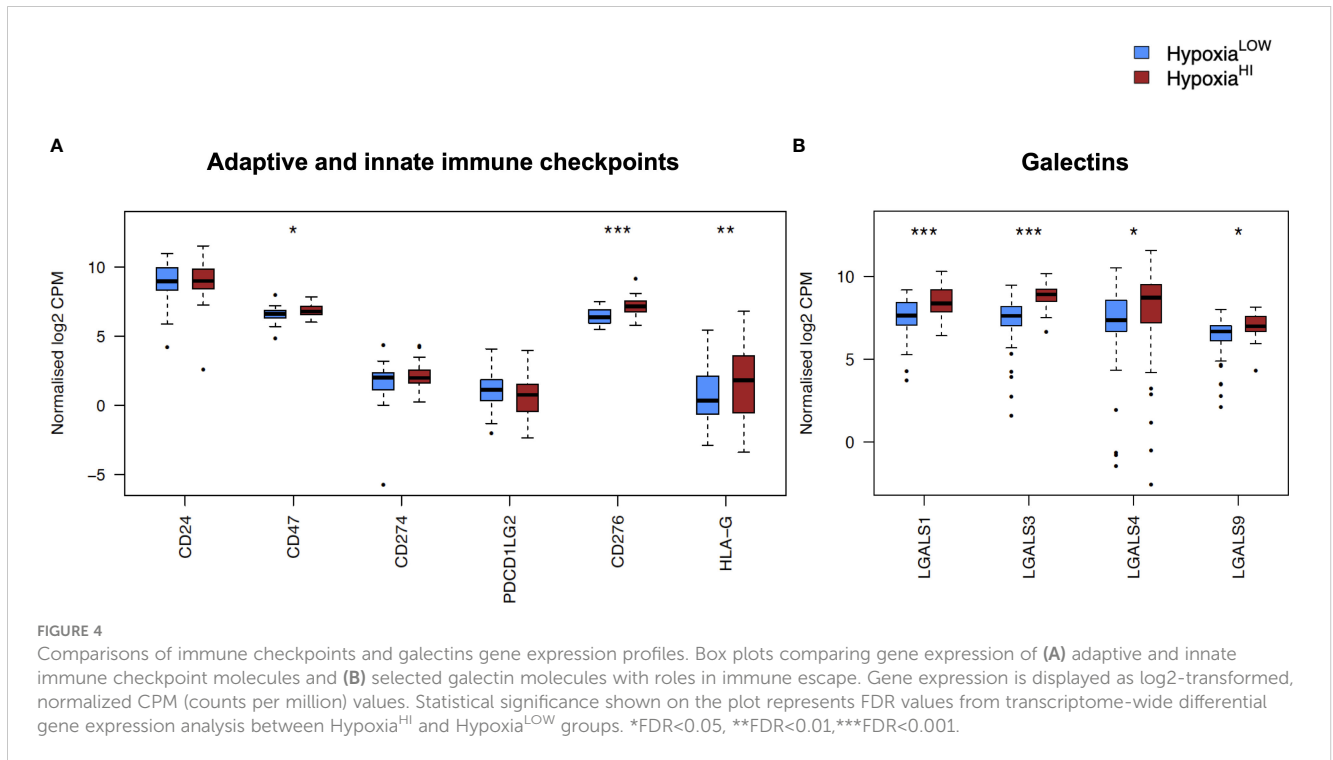 Hypoxia^LOW
Hypoxia^HI
A
Adaptive and innate immune checkpoints
Normalised log2 CPM
10
5
0
−5
*
***
**
CD24
CD47
CD274
PDCD1LG2
CD276
HLA−G
B
Galectins
Normalised log2 CPM
10
5
0
***
***
*
*
LGALS1
LGALS3
LGALS4
LGALS9
FIGURE 4
Comparisons of immune checkpoints and galectins gene expression profiles. Box plots comparing gene expression of (A) adaptive and innate
immune checkpoint molecules and (B) selected galectin molecules with roles in immune escape. Gene expression is displayed as log2-transformed,
normalized CPM (counts per million) values. Statistical significance shown on the plot represents FDR values from transcriptome-wide differential
gene expression analysis between Hypoxia^HI and Hypoxia^LOW groups. *FDR<0.05, **FDR<0.01,***FDR<0.001.